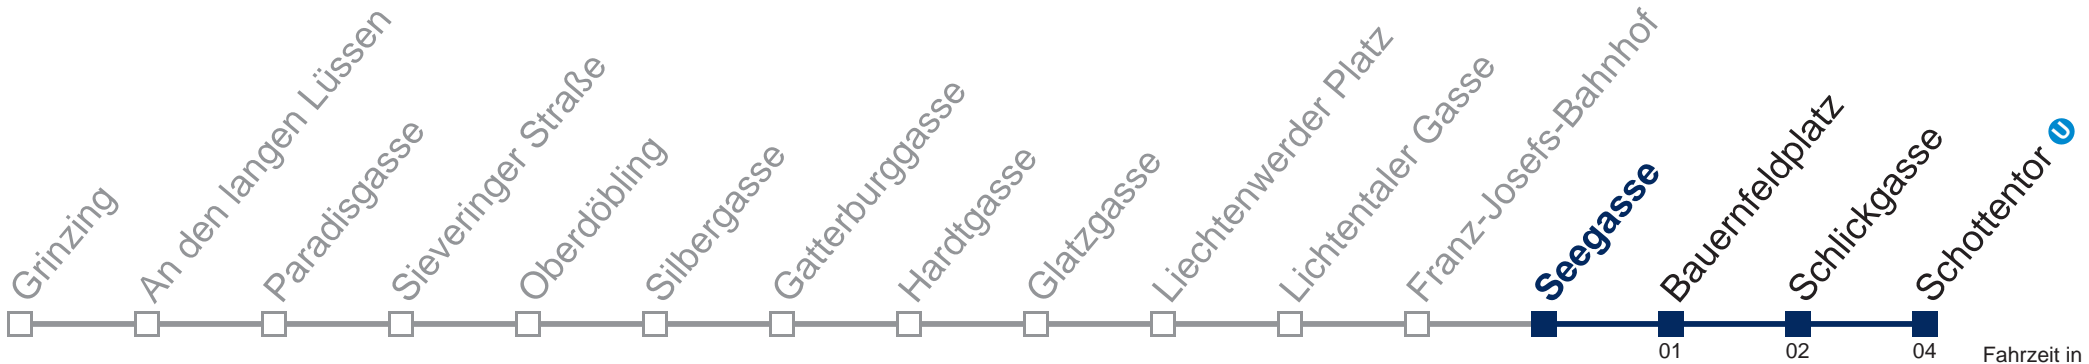 Grinzing
An den langen Lüssen
Paradisgasse
Sieveringer Straße
Oberdöbling
Silbergasse
Gatterburggasse
Hardtgasse
Glatzgasse
Liechtenwerder Platz
Lichtentaler Gasse
Franz-Josefs-Bahnhof
Seegasse
Bauernfeldplatz
Schlickgasse
Schottentor U
01 02 04 Fahrzeit in